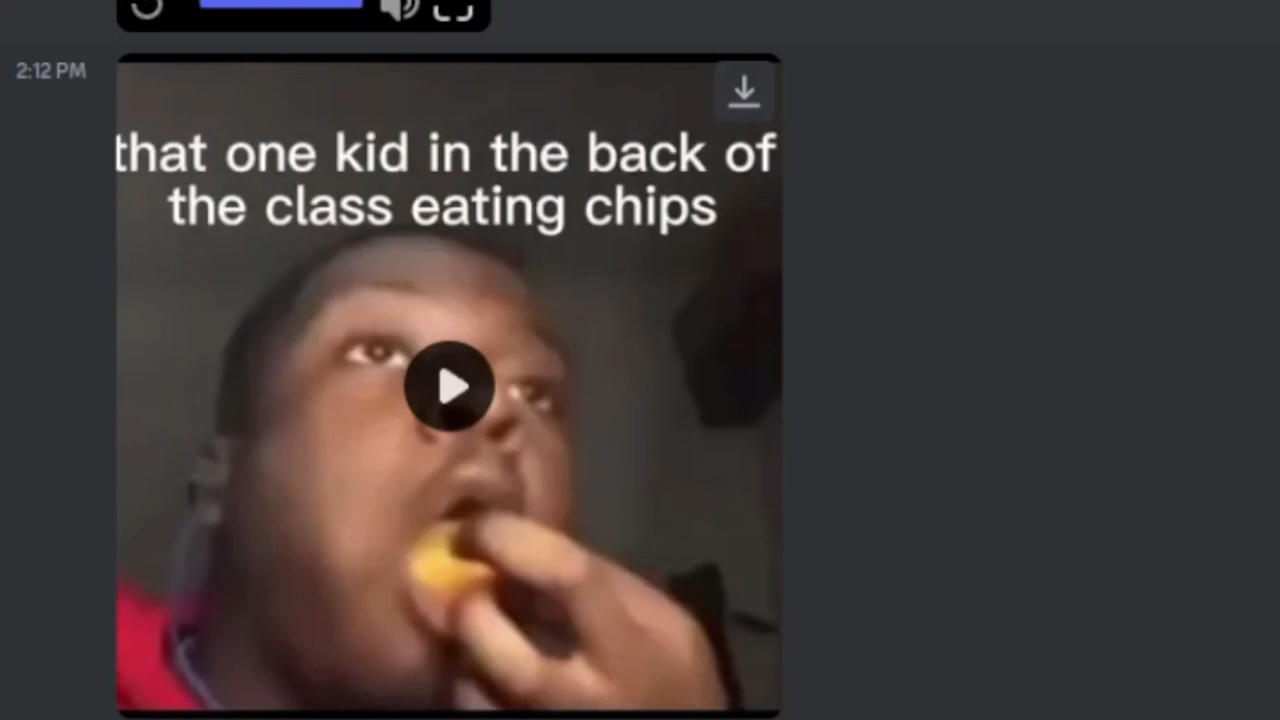 2:12 PM
that one kid in the back of
the class eating chips